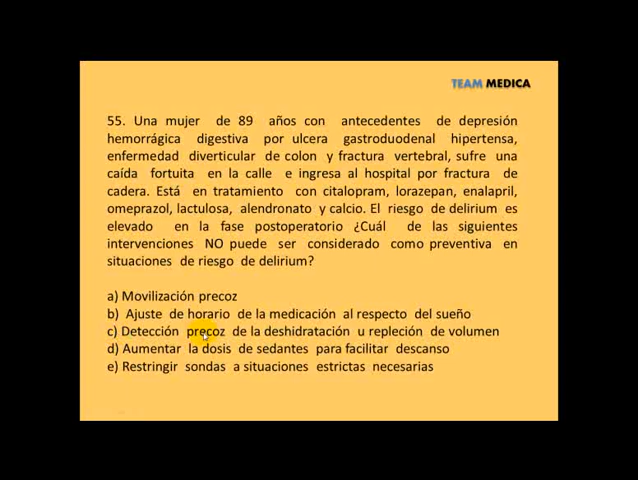 TEAM MEDICA
55. Una mujer de 89 años con antecedentes de depresión
hemorrágica digestiva por ulcera gastroduodenal hipertensa,
enfermedad diverticular de colon y fractura vertebral, sufre una
caída fortuita en la calle e ingresa al hospital por fractura de
cadera. Está en tratamiento con citalopram, lorazepan, enalapril,
omeprazol, lactulosa, alendronato y calcio. El riesgo de delirium es
elevado en la fase postoperatorio ¿Cuál de las siguientes
intervenciones NO puede ser considerado como preventiva en
situaciones de riesgo de delirium?
a) Movilización precoz
b) Ajuste de horario de la medicación al respecto del sueño
c) Detección precoz de la deshidratación u repleción de volumen
d) Aumentar la dosis de sedantes para facilitar descanso
e) Restringir sondas a situaciones estrictas necesarias